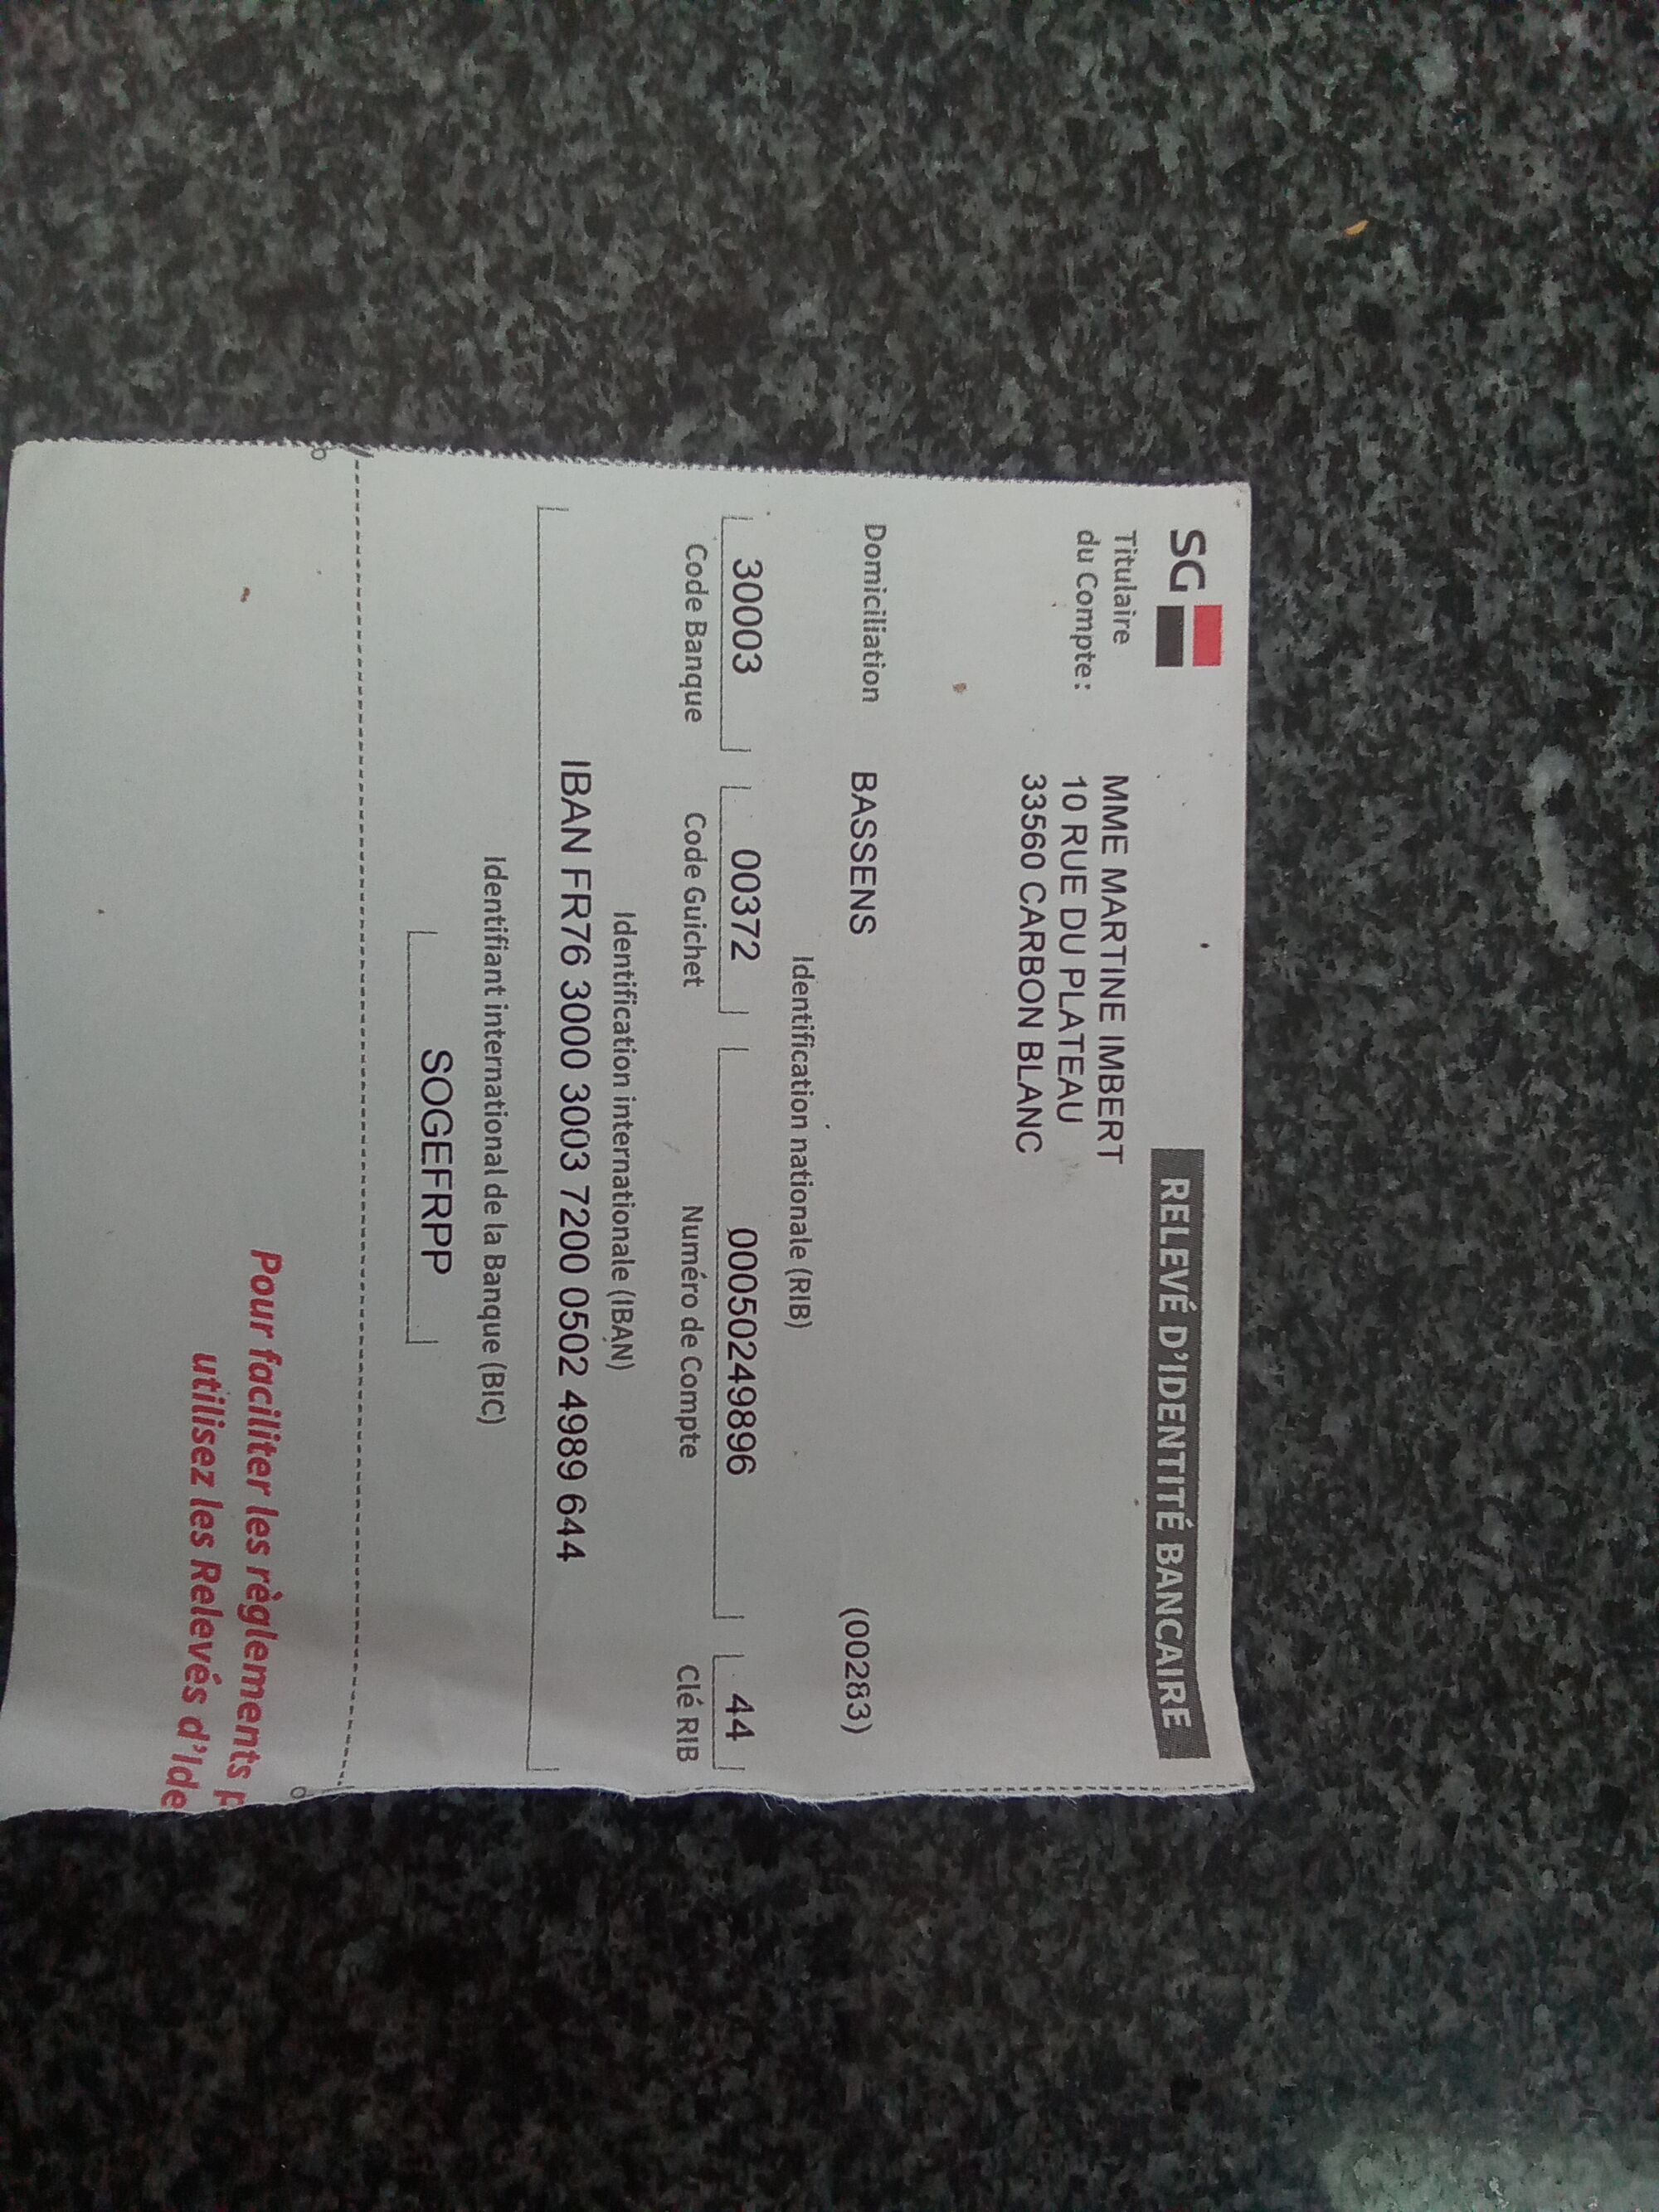 SG
RELEVÉ D'IDENTITÉ BANCAIRE
Titulaire
du Compte :
MME MARTINE IMBERT
10 RUE DU PLATEAU
33560 CARBON BLANC
Domiciliation BASSENS (00283)
Identification nationale (RIB)
30003 00372 00050249896 44
Code Banque Code Guichet Numéro de Compte Clé RIB
Identification internationale (IBAN)
IBAN FR76 3000 3003 7200 0502 4989 644
Identifiant international de la Banque (BIC)
SOGEFRPP
Pour faciliter les règlements
utilisez les Relevés d'Ide